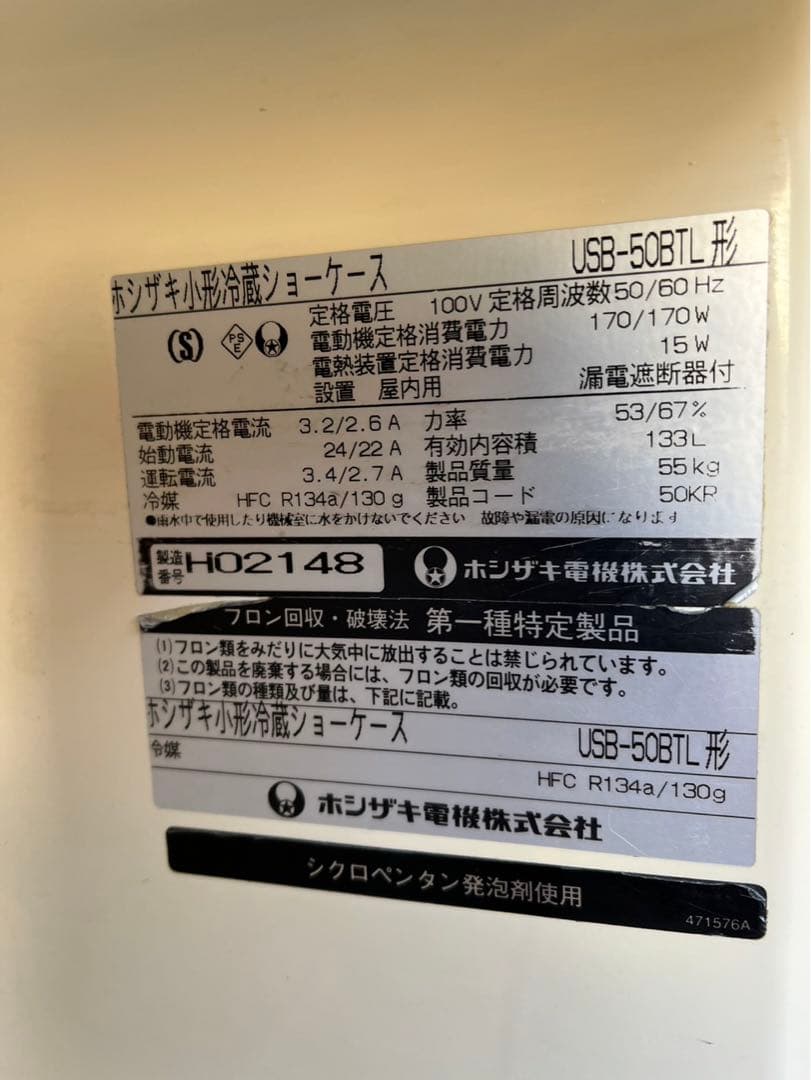 ホシザキ小形冷蔵ショーケース USB-50BTL形
定格電圧 100V 定格周波数 50/60 Hz
電動機定格消費電力 170/170W
電熱装置定格消費電力 15W
設置 屋内用 漏電遮断器付
(S) PSE
電動機定格電流 3.2/2.6 A 力率 53/67%
始動電流 24/22 A 有効内容積 133L
運転電流 3.4/2.7 A 製品質量 55kg
冷媒 HFC R134a/130g 製品コード 50KR
●雨水中で使用したり機械室に水をかけないでください 故障や漏電の原因になります
製造番号 H02148 ホシザキ電機株式会社
フロン回収・破壊法 第一種特定製品
(1)フロン類をみだりに大気中に放出することは禁じられています。
(2)この製品を廃棄する場合には、フロン類の回収が必要です。
(3)フロン類の種類及び量は、下記に記載。
ホシザキ小形冷蔵ショーケース USB-50BTL形
冷媒 HFC R134a/130g
ホシザキ電機株式会社
シクロペンタン発泡剤使用
471576A